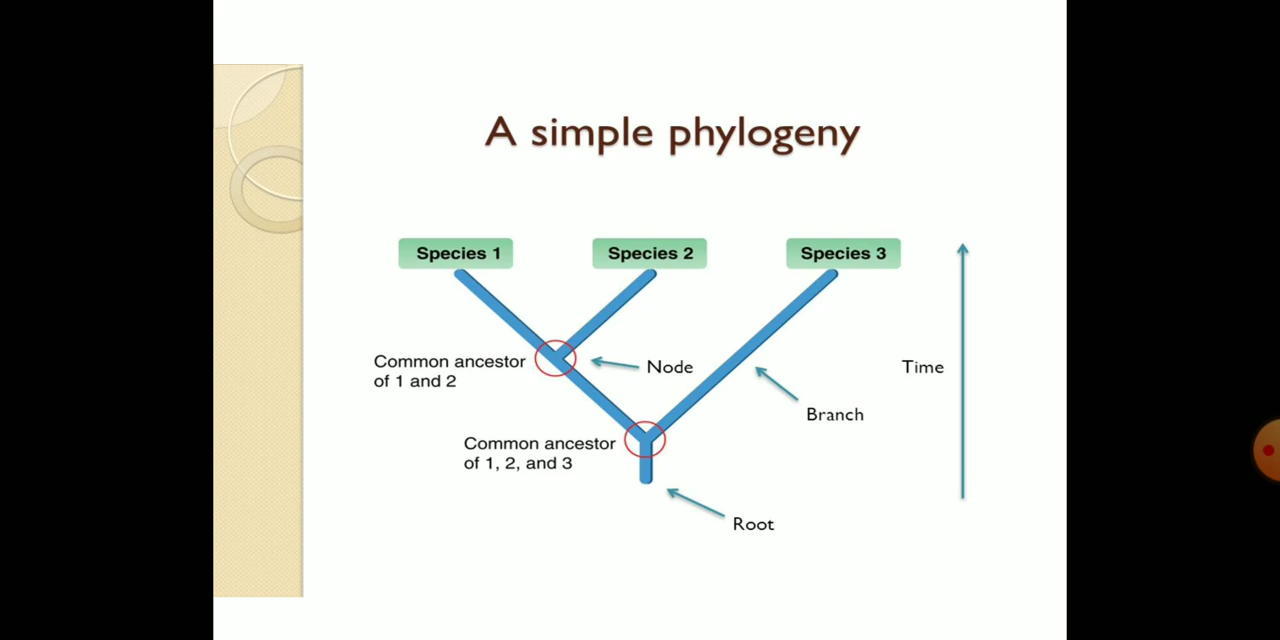 A simple phylogeny
Species 1
Species 2
Species 3
Common ancestor
of 1 and 2
Node
Time
Branch
Common ancestor
of 1, 2, and 3
Root